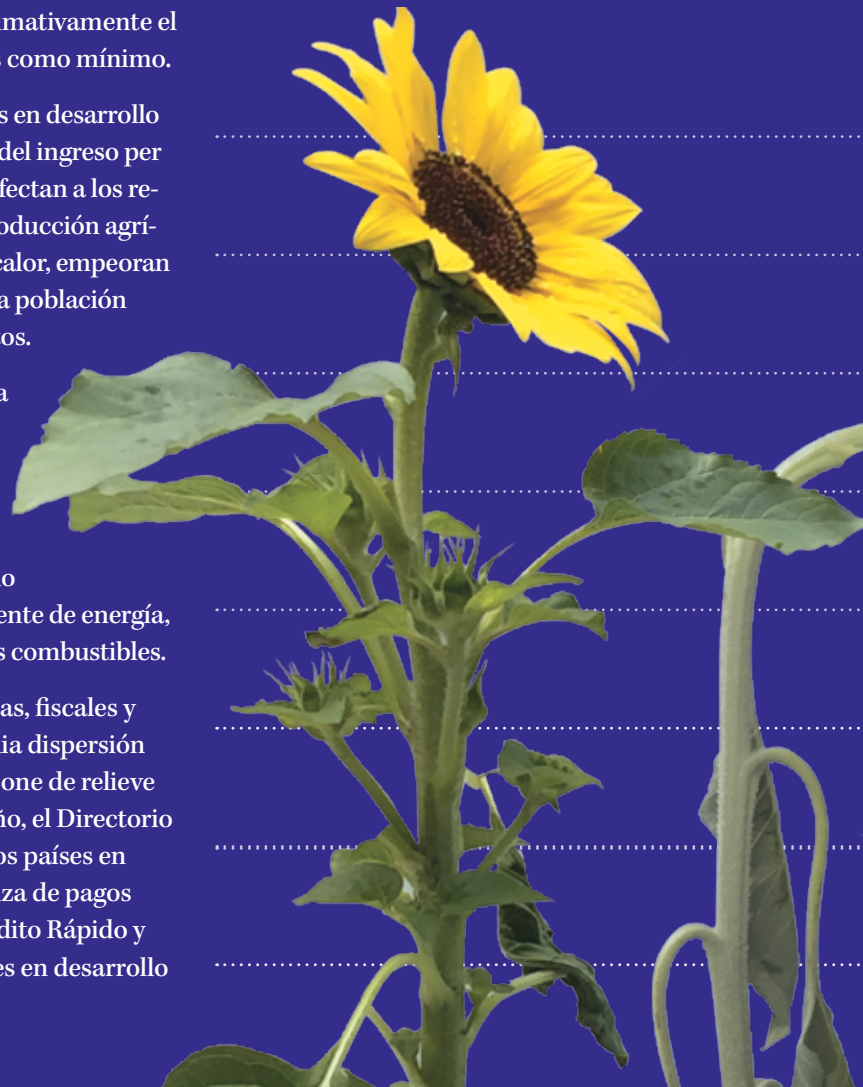 imativamente el
s como mínimo.
s en desarrollo
del ingreso per
fectan a los re-
oducción agrí-
calor, empeoran
a población
tos.
a
o
ente de energía,
s combustibles.
as, fiscales y
ia dispersión
one de relieve
ño, el Directorio
os países en
za de pagos
dito Rápido y
es en desarrollo